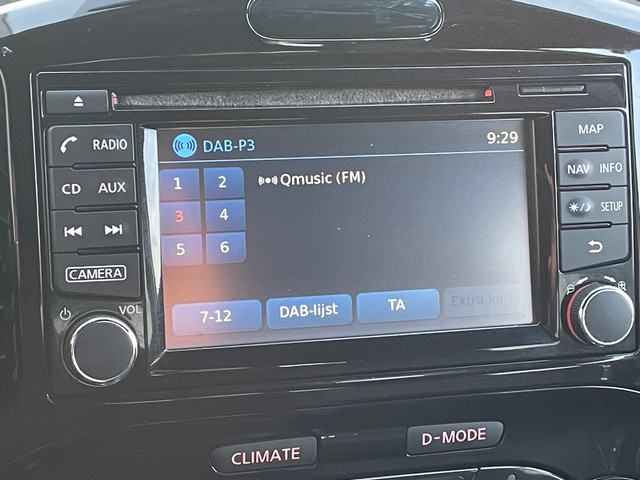 DAB-P3 9:29
RADIO
MAP
1 2
Qmusic (FM)
NAV INFO
CD AUX
3 4
SETUP
5 6
CAMERA
7-12 DAB-lijst TA Extra kan
VOL
CLIMATE D-MODE